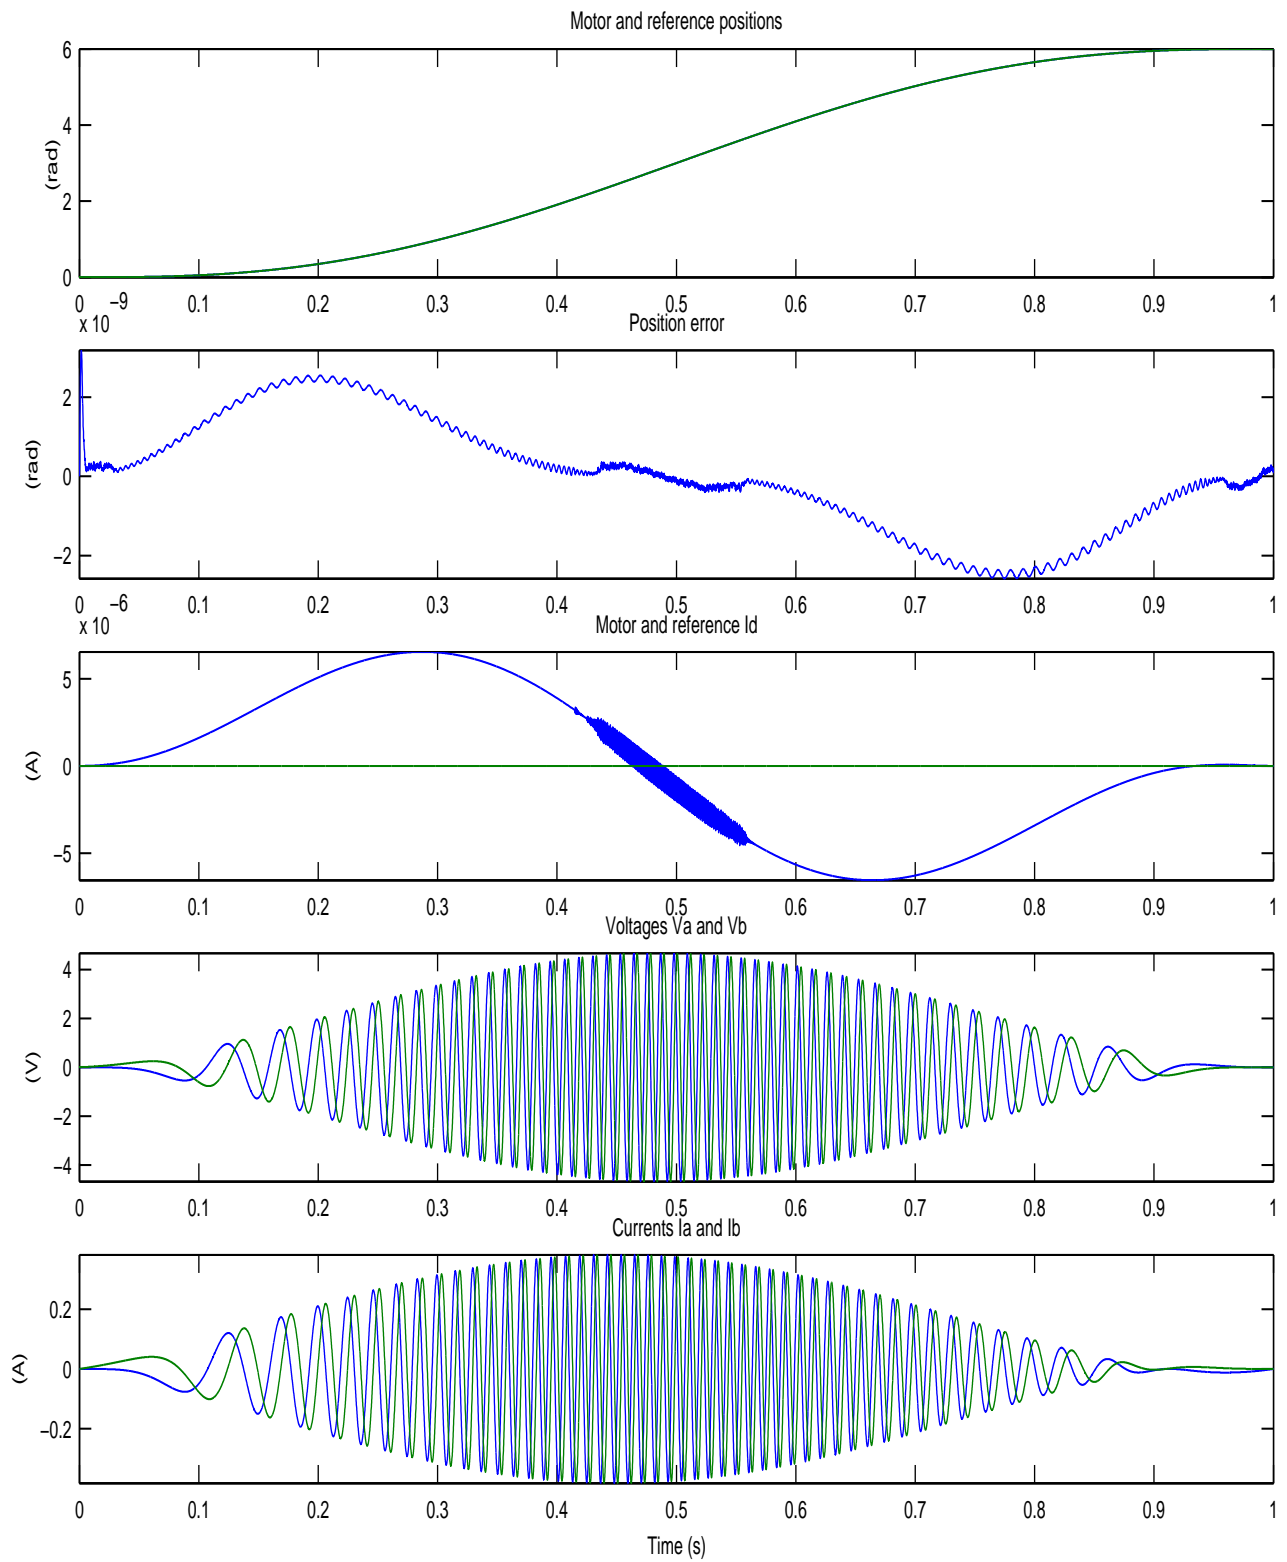 Motor and reference positions
6
4
2
0
(rad)
0 0.1 0.2 0.3 0.4 0.5 0.6 0.7 0.8 0.9 1
x 10 −9
Position error
2
0
−2
(rad)
0 0.1 0.2 0.3 0.4 0.5 0.6 0.7 0.8 0.9 1
x 10 −6
Motor and reference Id
5
0
−5
(A)
0 0.1 0.2 0.3 0.4 0.5 0.6 0.7 0.8 0.9 1
Voltages Va and Vb
4
2
0
−2
−4
(V)
0 0.1 0.2 0.3 0.4 0.5 0.6 0.7 0.8 0.9 1
Currents Ia and Ib
0.2
0
−0.2
(A)
0 0.1 0.2 0.3 0.4 0.5 0.6 0.7 0.8 0.9 1
Time (s)